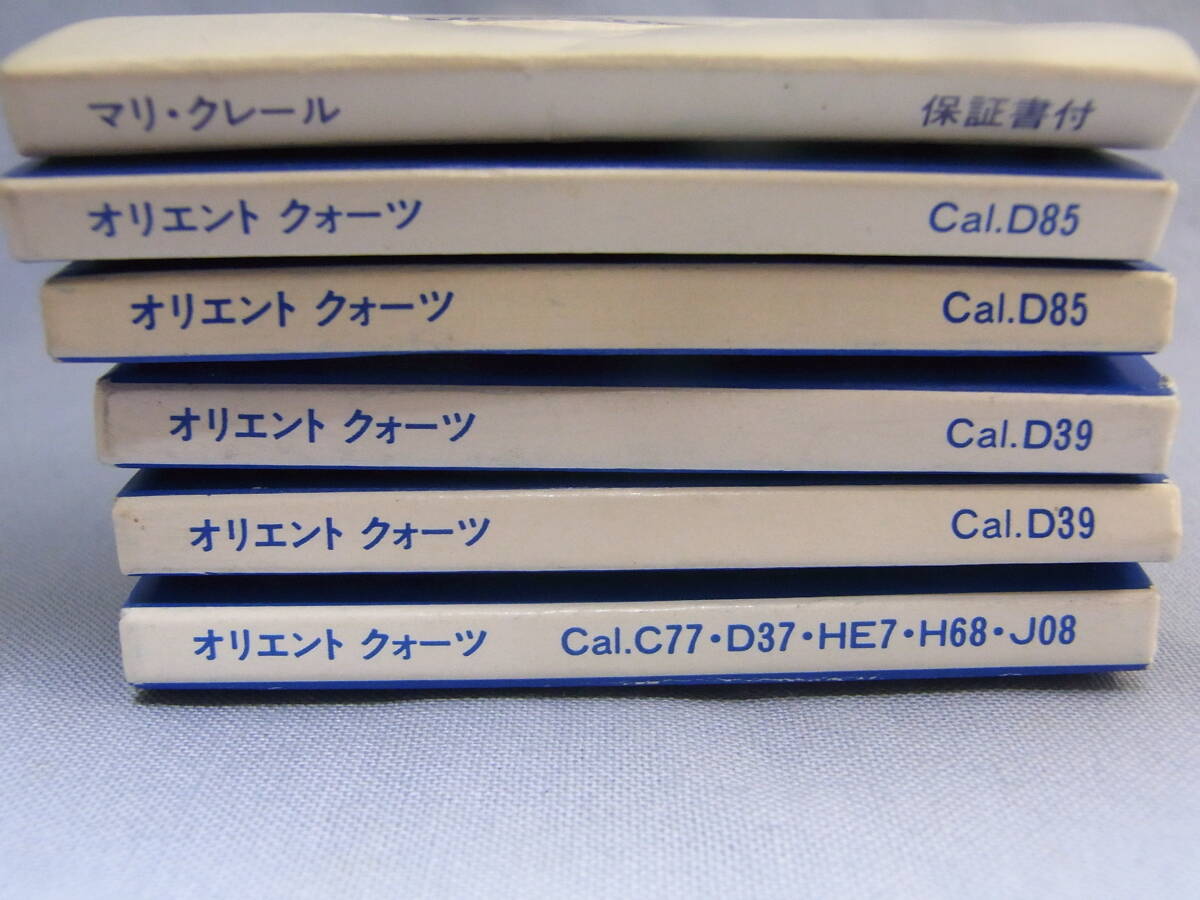 マリ・クレール 保証書付
オリエント クォーツ Cal.D85
オリエント クォーツ Cal.D85
オリエント クォーツ Cal.D39
オリエント クォーツ Cal.D39
オリエント クォーツ Cal.C77・D37・HE7・H68・J08